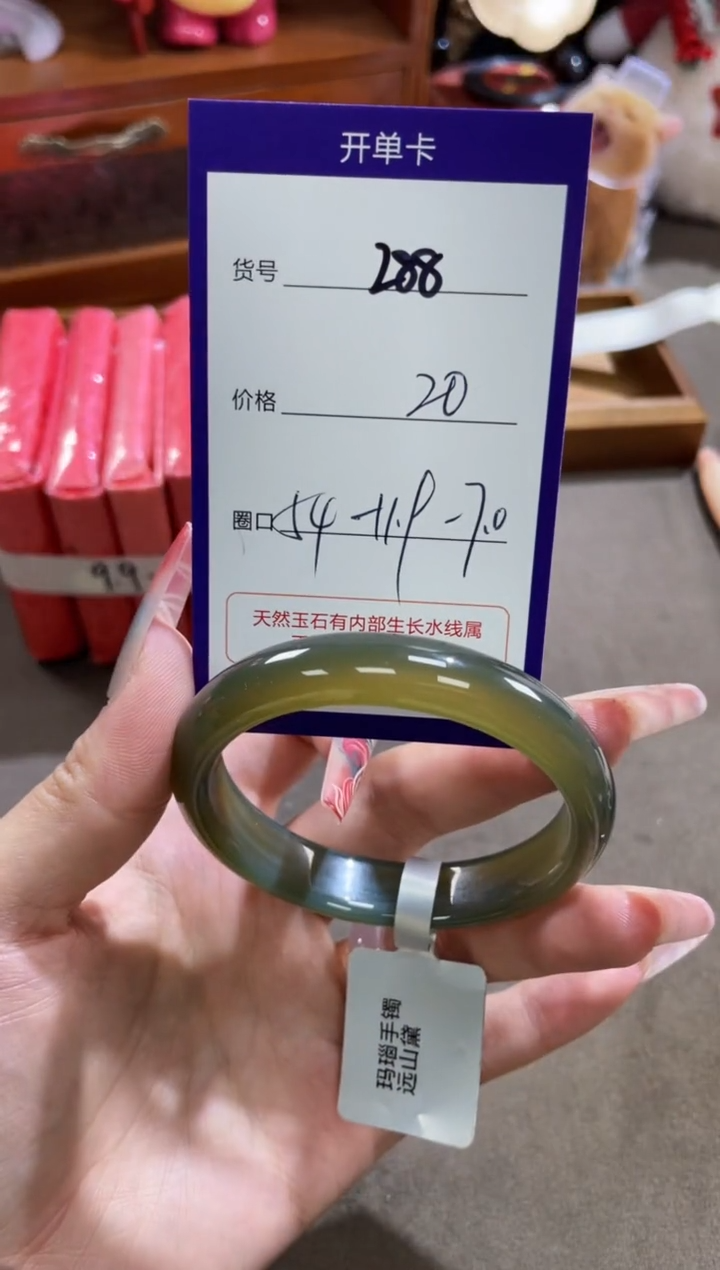 开单卡
货号 288
价格 20
圈口 54-11.9-7.0
天然玉石有内部生长水线属
9.9
玛瑙手镯
远山黛